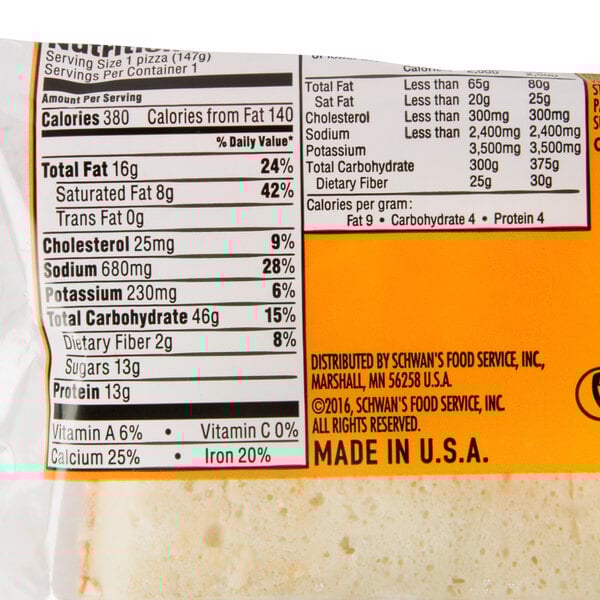 Nutrition
Serving Size 1 pizza (147g)
Servings Per Container 1
Amount Per Serving
Calories 380 Calories from Fat 140
% Daily Value*
Total Fat 16g 24%
Saturated Fat 8g 42%
Trans Fat 0g
Cholesterol 25mg 9%
Sodium 680mg 28%
Potassium 230mg 6%
Total Carbohydrate 46g 15%
Dietary Fiber 2g 8%
Sugars 13g
Protein 13g
Vitamin A 6% • Vitamin C 0%
Calcium 25% • Iron 20%
Calories 2,000 2,500
Total Fat Less than 65g 80g
Sat Fat Less than 20g 25g
Cholesterol Less than 300mg 300mg
Sodium Less than 2,400mg 2,400mg
Potassium 3,500mg 3,500mg
Total Carbohydrate 300g 375g
Dietary Fiber 25g 30g
Calories per gram:
Fat 9 • Carbohydrate 4 • Protein 4
DISTRIBUTED BY SCHWAN'S FOOD SERVICE, INC.,
MARSHALL, MN 56258 U.S.A.
©2016, SCHWAN'S FOOD SERVICE, INC.
ALL RIGHTS RESERVED.
MADE IN U.S.A.